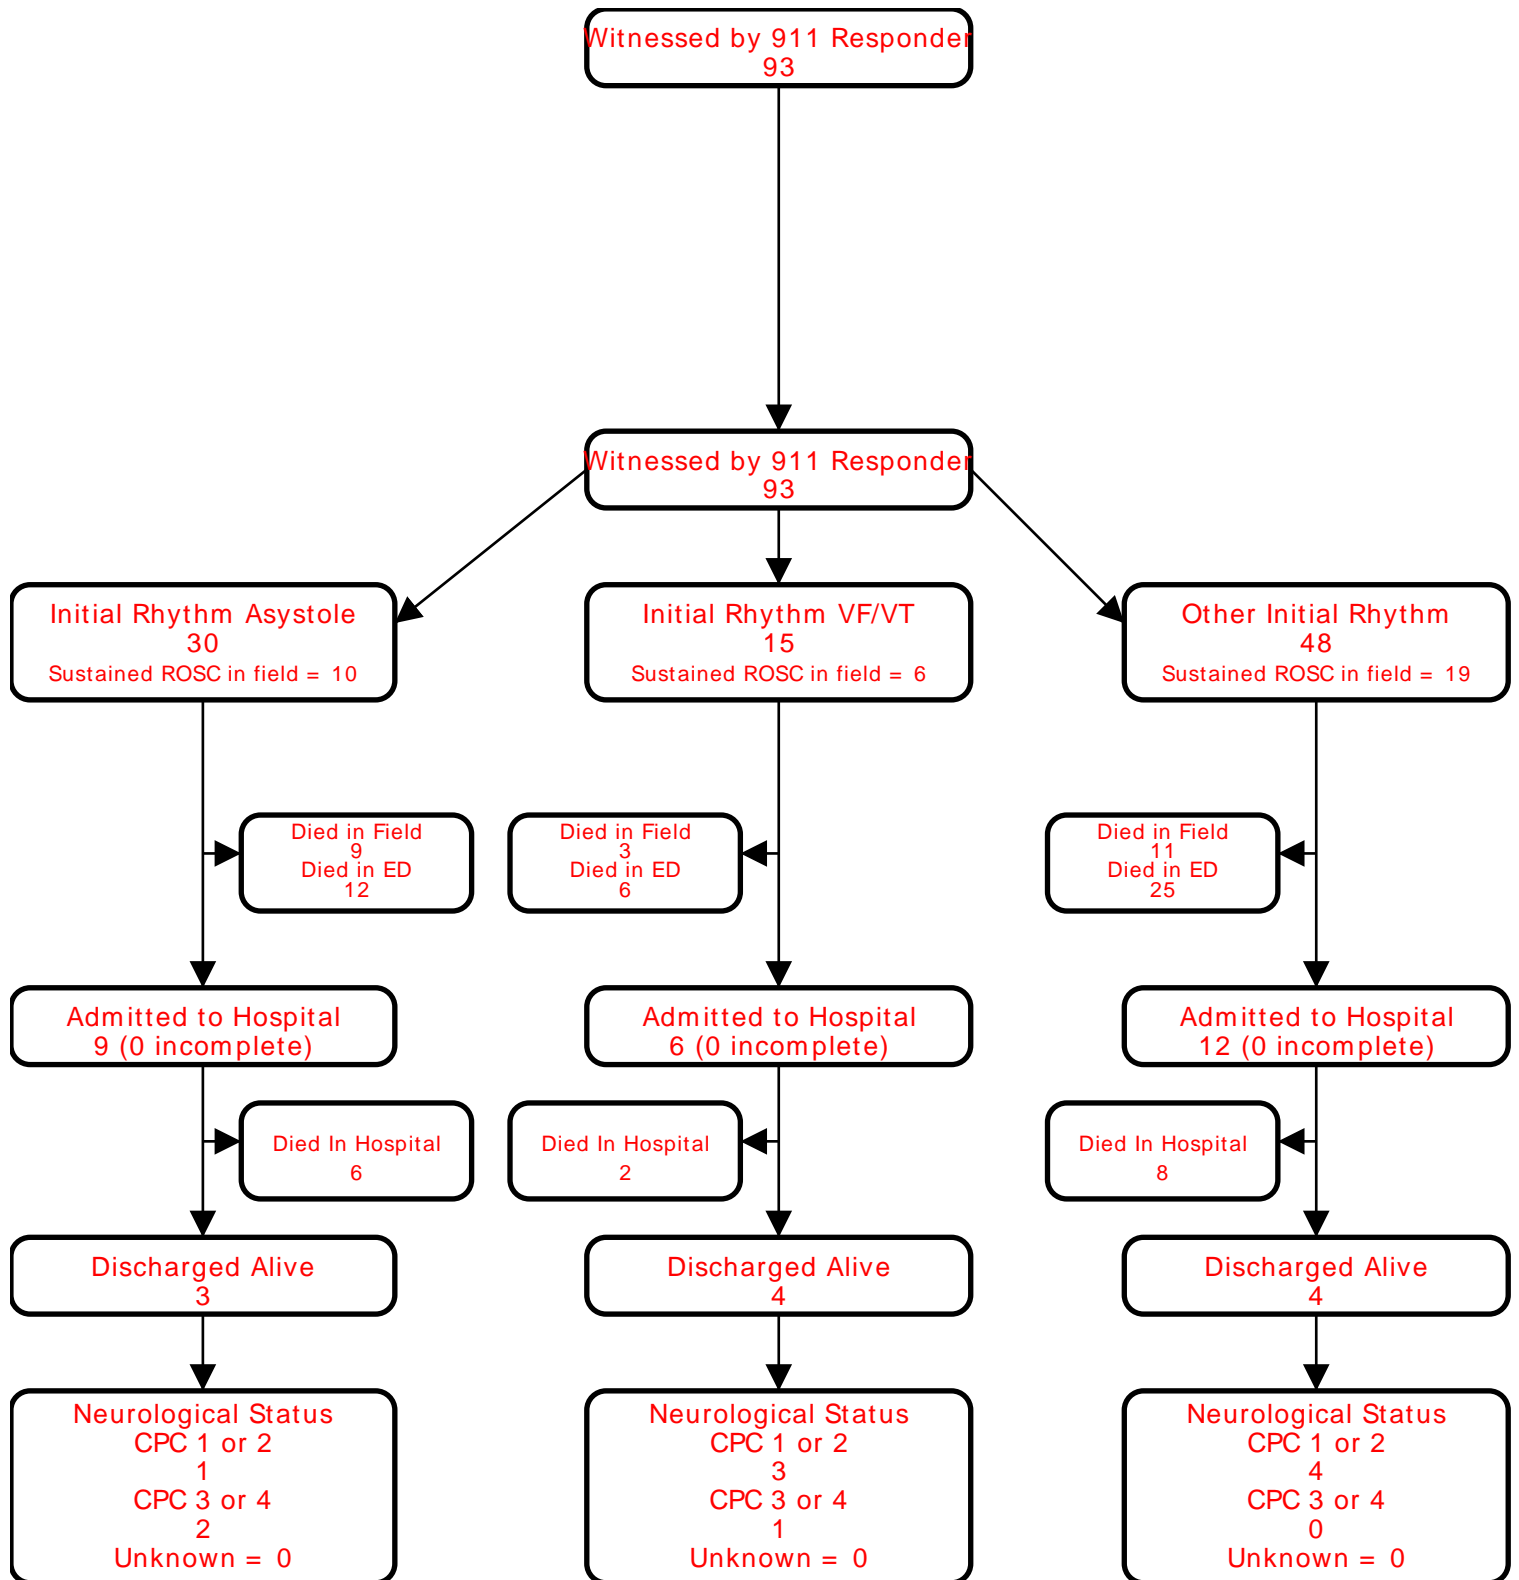 Witnessed by 911 Responder
93
Witnessed by 911 Responder
93
Initial Rhythm Asystole
30
Sustained ROSC in field = 10
Initial Rhythm VF/VT
15
Sustained ROSC in field = 6
Other Initial Rhythm
48
Sustained ROSC in field = 19
Died in Field
9
Died in ED
12
Died in Field
3
Died in ED
6
Died in Field
11
Died in ED
25
Admitted to Hospital
9 (0 incomplete)
Admitted to Hospital
6 (0 incomplete)
Admitted to Hospital
12 (0 incomplete)
Died In Hospital
6
Died In Hospital
2
Died In Hospital
8
Discharged Alive
3
Discharged Alive
4
Discharged Alive
4
Neurological Status
CPC 1 or 2
1
CPC 3 or 4
2
Unknown = 0
Neurological Status
CPC 1 or 2
3
CPC 3 or 4
1
Unknown = 0
Neurological Status
CPC 1 or 2
4
CPC 3 or 4
0
Unknown = 0